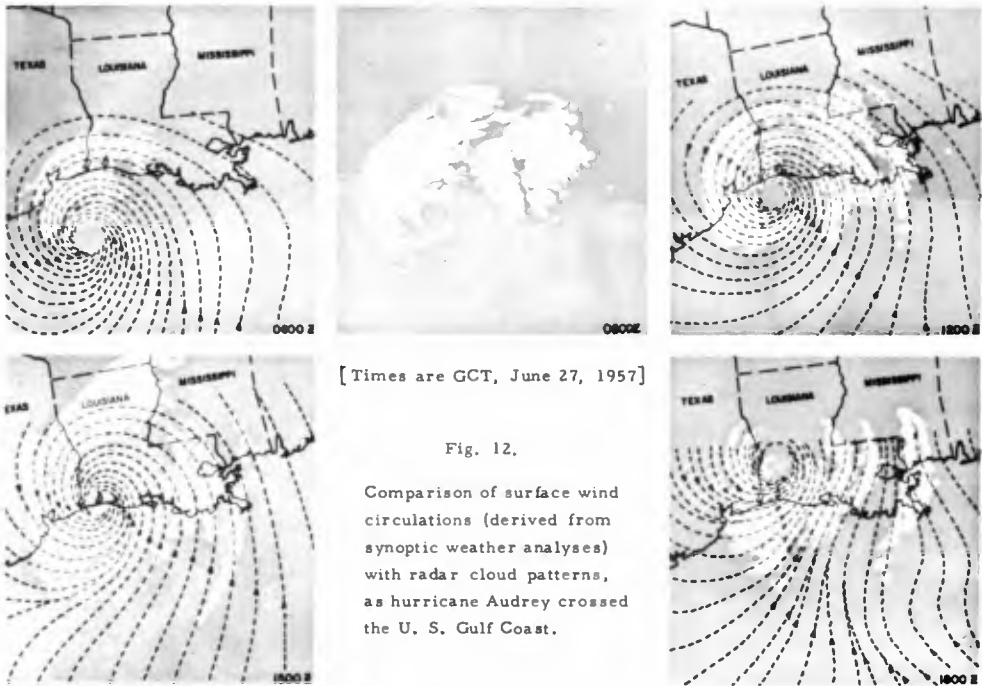 TEXAS
LOUISIANA
MISSISSIPPI
0600 Z
0600Z
TEXAS
LOUISIANA
MISSISSIPPI
1200 Z
TEXAS
LOUISIANA
MISSISSIPPI
1500 Z
[Times are GCT, June 27, 1957]
Fig. 12.
Comparison of surface wind
circulations (derived from
synoptic weather analyses)
with radar cloud patterns,
as hurricane Audrey crossed
the U. S. Gulf Coast.
TEXAS
LOUISIANA
MISSISSIPPI
1800 Z